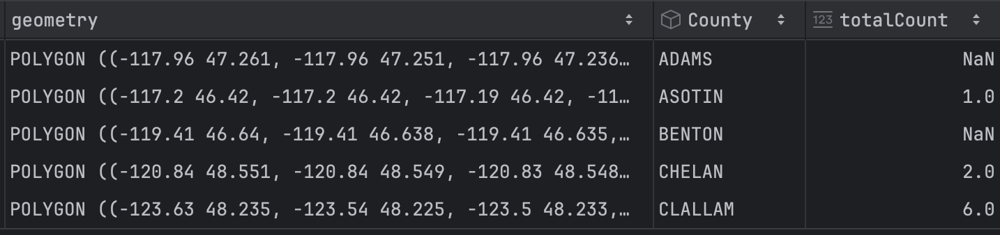 geometry County 123 totalCount
POLYGON ((-117.96 47.261, -117.96 47.251, -117.96 47.236… ADAMS NaN
POLYGON ((-117.2 46.42, -117.2 46.42, -117.19 46.42, -11… ASOTIN 1.0
POLYGON ((-119.41 46.64, -119.41 46.638, -119.41 46.635,… BENTON NaN
POLYGON ((-120.84 48.551, -120.84 48.549, -120.83 48.548… CHELAN 2.0
POLYGON ((-123.63 48.235, -123.54 48.225, -123.5 48.233,… CLALLAM 6.0